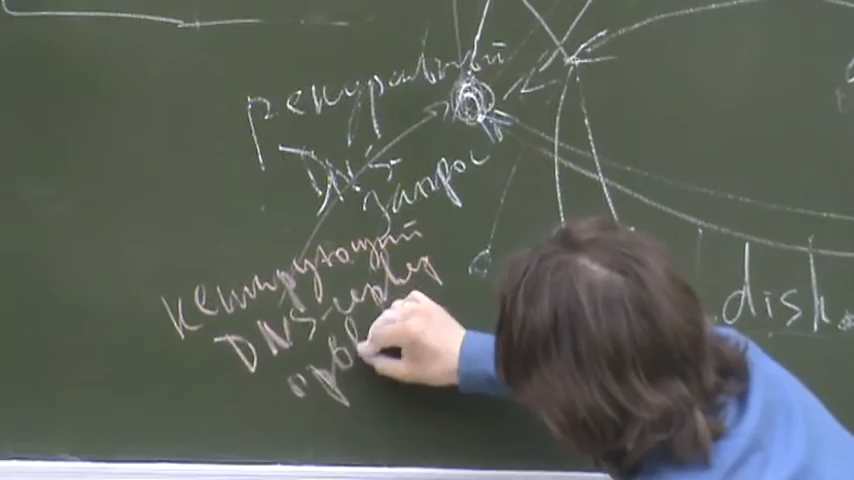 рекурсивный
DNS
запрос
кеширующий
DNS-сервер
dish